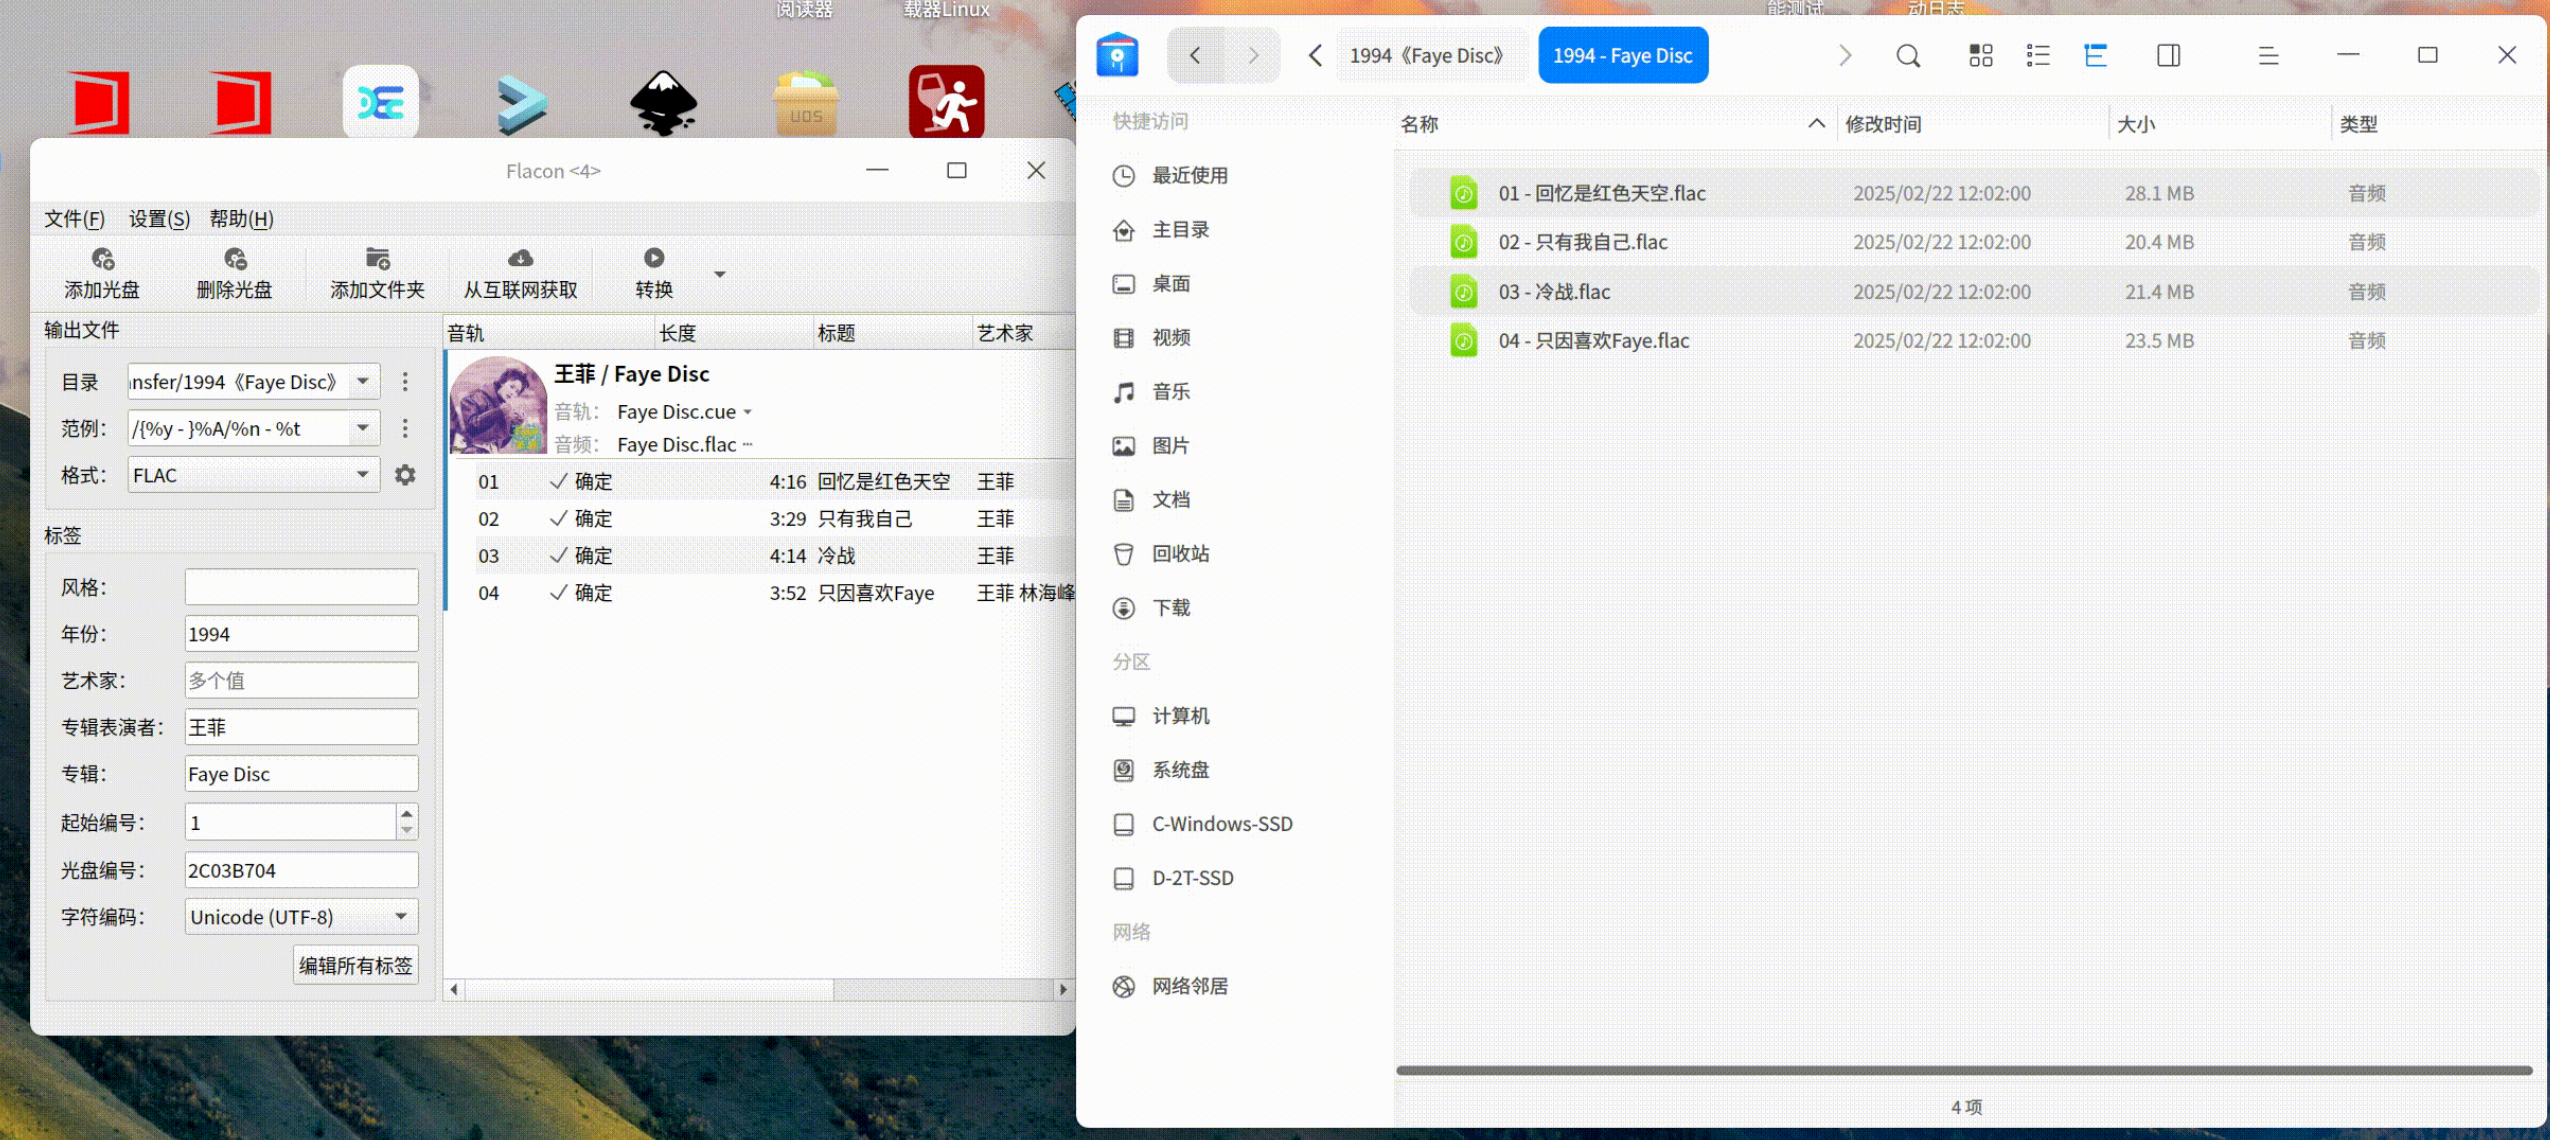 阅读器
载器Linux
能测试
动日志
UOS
Flacon <4>
文件(F) 设置(S) 帮助(H)
添加光盘 删除光盘 添加文件夹 从互联网获取 转换
输出文件
目录 nsfer/1994《Faye Disc》
范例: /{%y - }%A/%n - %t
格式: FLAC
标签
风格:
年份: 1994
艺术家: 多个值
专辑表演者: 王菲
专辑: Faye Disc
起始编号: 1
光盘编号: 2C03B704
字符编码: Unicode (UTF-8)
编辑所有标签
音轨 长度 标题 艺术家
王菲 / Faye Disc
音轨: Faye Disc.cue
音频: Faye Disc.flac
01 确定 4:16 回忆是红色天空 王菲
02 确定 3:29 只有我自己 王菲
03 确定 4:14 冷战 王菲
04 确定 3:52 只因喜欢Faye 王菲 林海峰
1994《Faye Disc》 1994 - Faye Disc
快捷访问
最近使用
主目录
桌面
视频
音乐
图片
文档
回收站
下载
分区
计算机
系统盘
C-Windows-SSD
D-2T-SSD
网络
网络邻居
名称 修改时间 大小 类型
01 - 回忆是红色天空.flac 2025/02/22 12:02:00 28.1 MB 音频
02 - 只有我自己.flac 2025/02/22 12:02:00 20.4 MB 音频
03 - 冷战.flac 2025/02/22 12:02:00 21.4 MB 音频
04 - 只因喜欢Faye.flac 2025/02/22 12:02:00 23.5 MB 音频
4 项